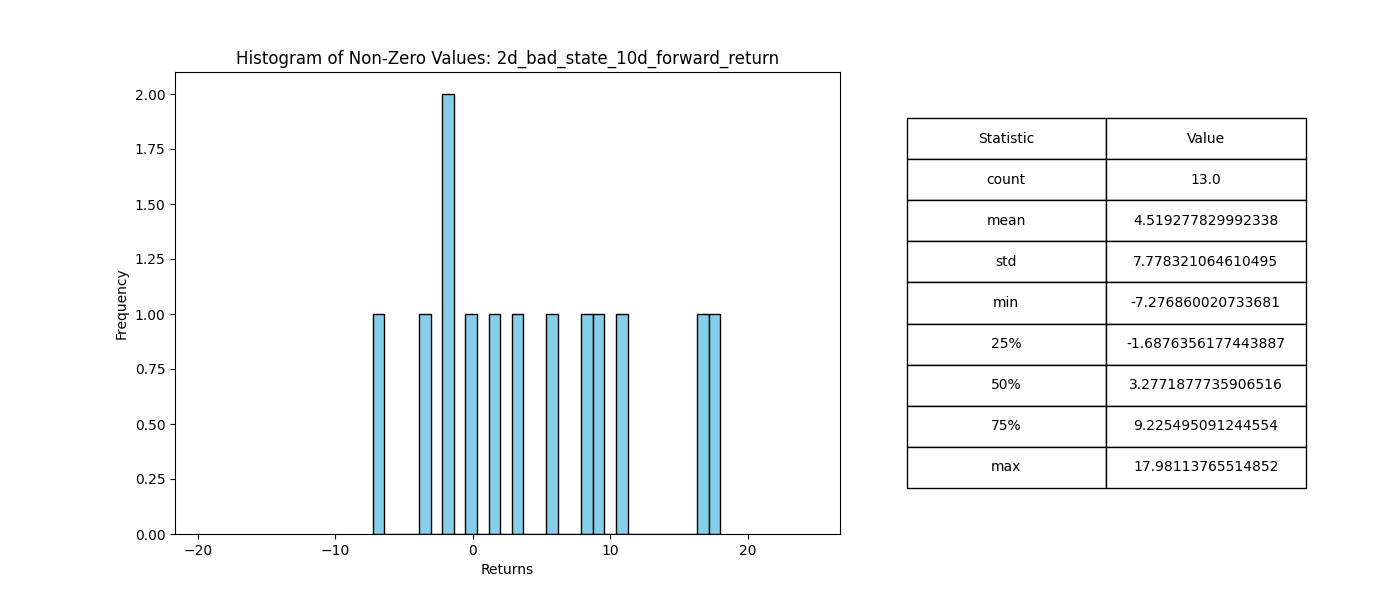 Histogram of Non-Zero Values: 2d_bad_state_10d_forward_return
2.00
1.75
1.50
1.25
1.00
0.75
0.50
0.25
0.00
Frequency
−20
−10
0
10
20
Returns
Statistic Value
count 13.0
mean 4.519277829992338
std 7.778321064610495
min -7.276860020733681
25% -1.6876356177443887
50% 3.2771877735906516
75% 9.225495091244554
max 17.98113765514852